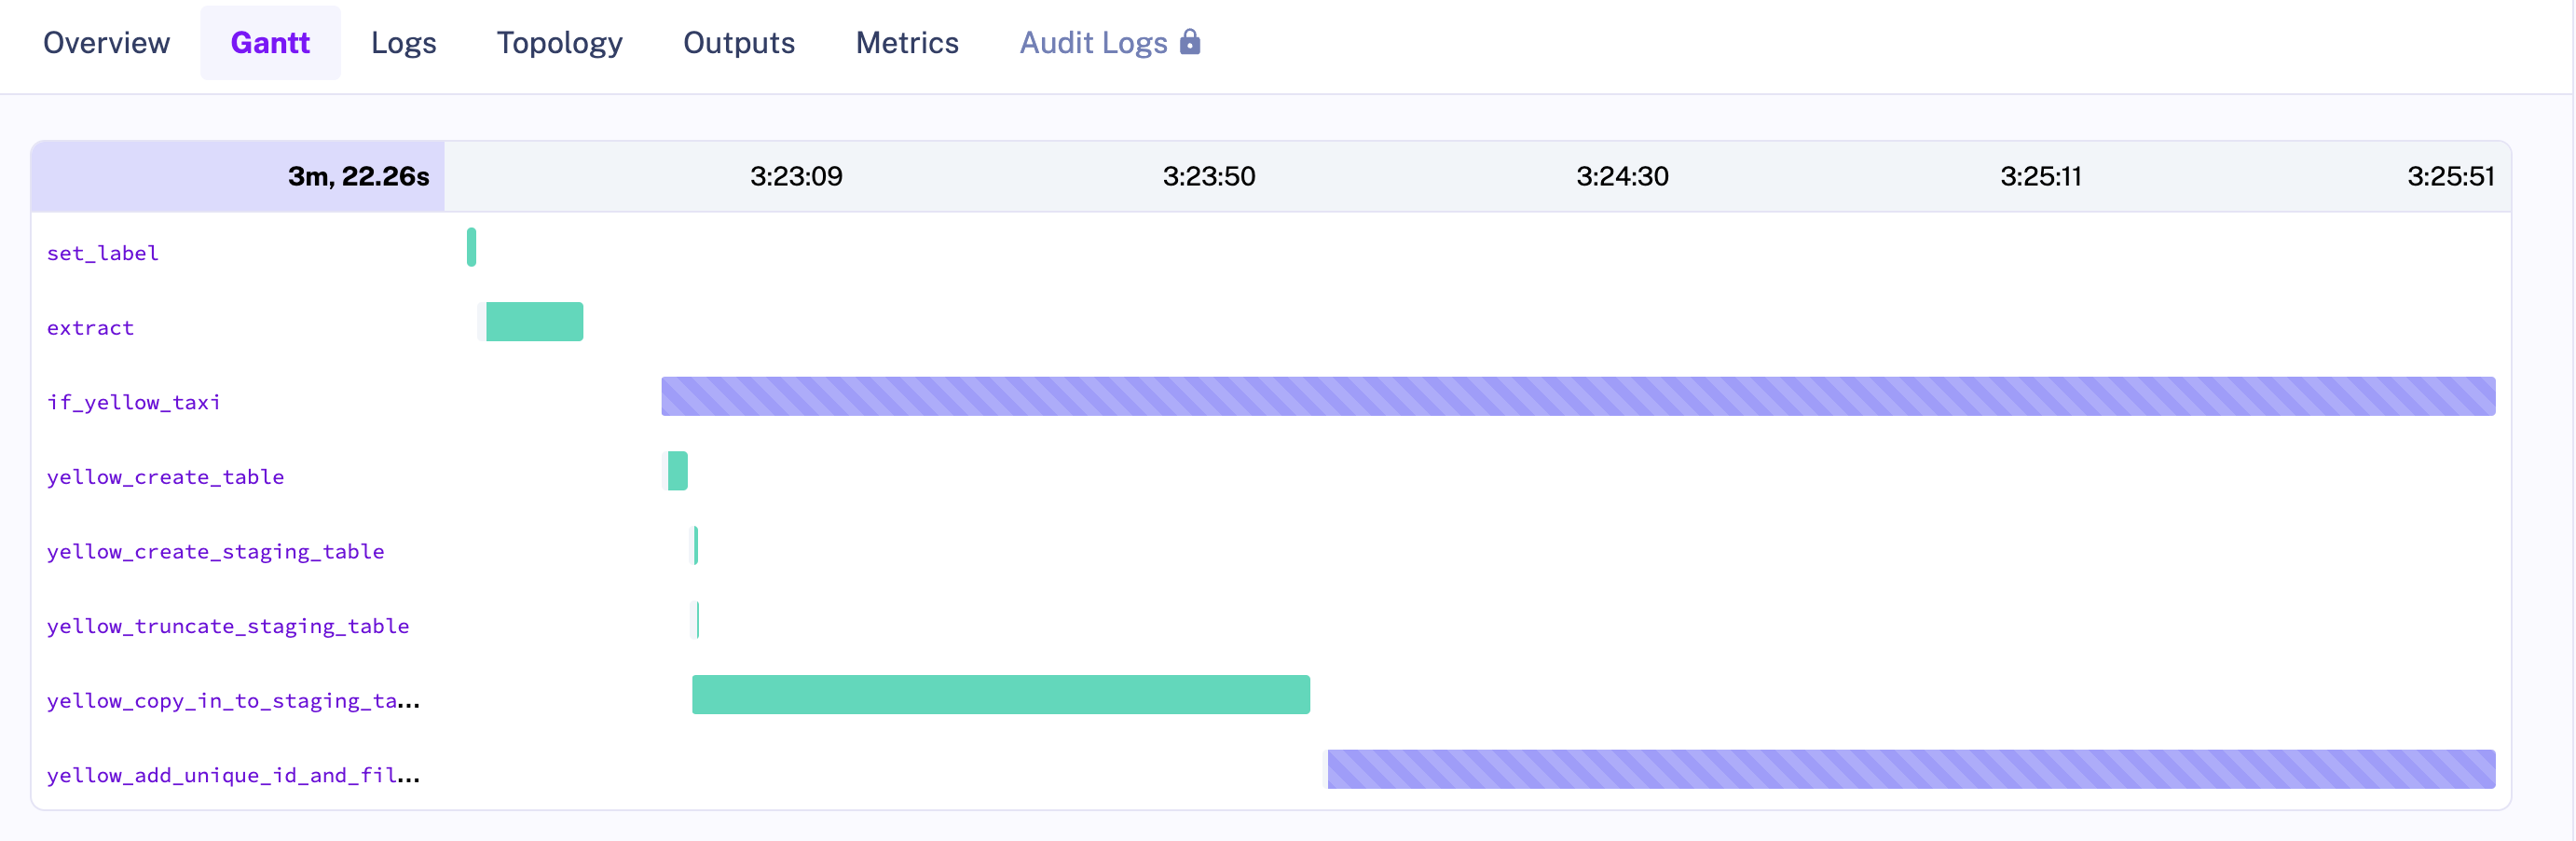 Overview Gantt Logs Topology Outputs Metrics Audit Logs
3m, 22.26s 3:23:09 3:23:50 3:24:30 3:25:11 3:25:51
set_label
extract
if_yellow_taxi
yellow_create_table
yellow_create_staging_table
yellow_truncate_staging_table
yellow_copy_in_to_staging_ta...
yellow_add_unique_id_and_fil...